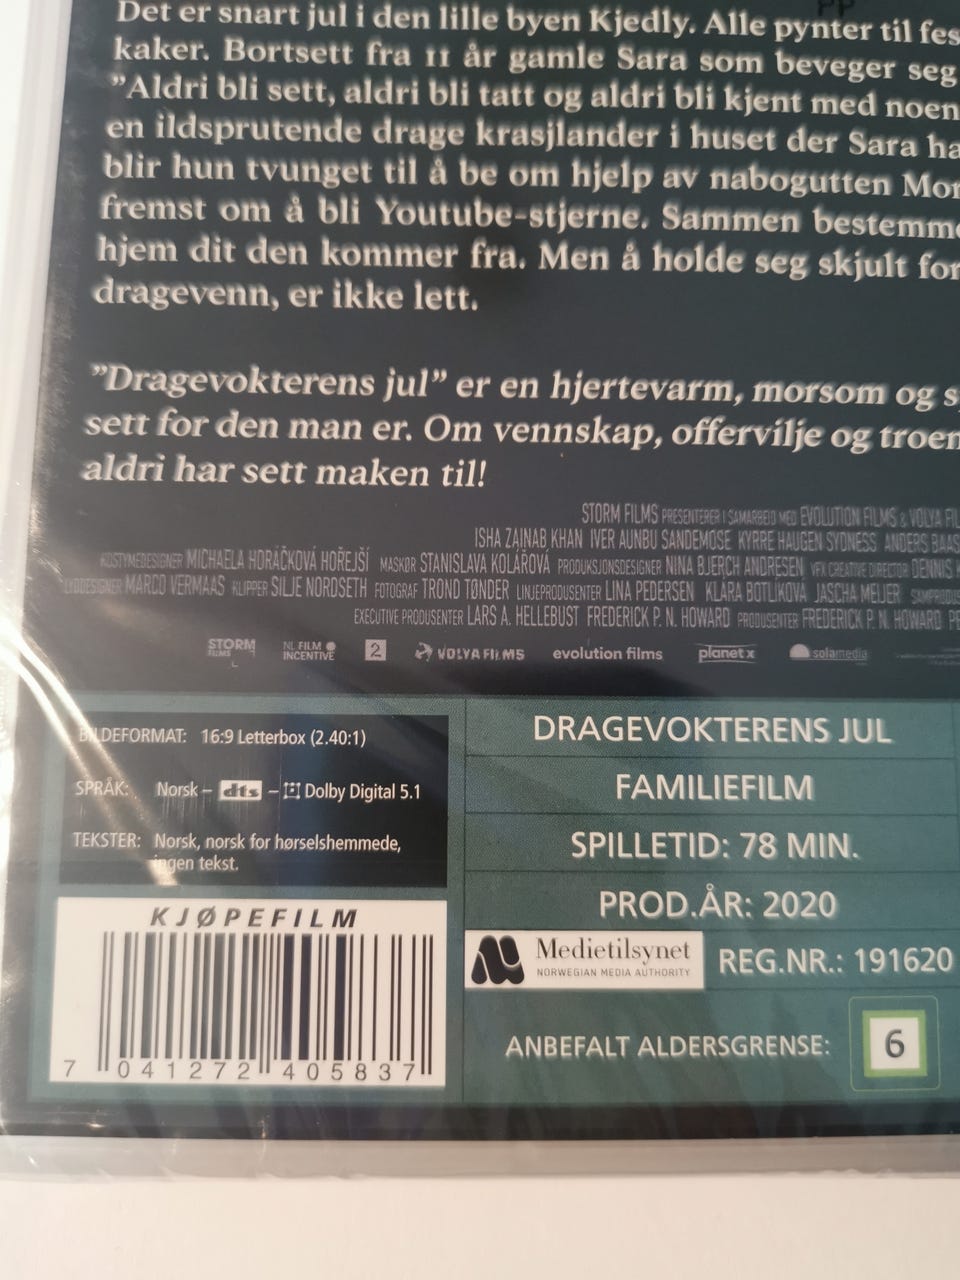 PP
Det er snart jul i den lille byen Kjedly. Alle pynter til fes
kaker. Bortsett fra 11 år gamle Sara som beveger seg
”Aldri bli sett, aldri bli tatt og aldri bli kjent med noen
en ildsprutende drage krasjlander i huset der Sara ha
blir hun tvunget til å be om hjelp av nabogutten Mor
fremst om å bli Youtube-stjerne. Sammen bestemme
hjem dit den kommer fra. Men å holde seg skjult for
dragevenn, er ikke lett.
”Dragevokterens jul” er en hjertevarm, morsom og s
sett for den man er. Om vennskap, offervilje og troen
aldri har sett maken til!
STORM FILMS PRESENTERER I SAMARBEID MED EVOLUTION FILMS & VOLYA FIL
ISHA ZAINAB KHAN IVER AUNBU SANDEMOSE KYRRE HAUGEN SYDNESS ANDERS BAAS
KOSTYMEDESIGNER MICHAELA HORÁČKOVÁ HOŘEJŠÍ MASKØR STANISLAVA KOLÁŘOVÁ PRODUKSJONSDESIGNER NINA BJERCH ANDRESEN VFX CREATIVE DIRECTOR DENNIS
LYDDESIGNER MARCO VERMAAS KLIPPER SILJE NORDSETH FOTOGRAF TROND TØNDER LINJEPRODUSENTER LINA PEDERSEN KLARA BOTLIKOVÁ JASCHA MEIJER SAMPRODUS
EXECUTIVE PRODUSENTER LARS A. HELLEBUST FREDERICK P. N. HOWARD PRODUSENTER FREDERICK P. N. HOWARD
STORM FILMS NL FILM INCENTIVE 2 VOLYA FILMS evolution films planet x solamedia
BILDEFORMAT: 16:9 Letterbox (2.40:1)
SPRÅK: Norsk – dts – Dolby Digital 5.1
TEKSTER: Norsk, norsk for hørselshemmede,
ingen tekst.
KJØPEFILM
7 041272 405837
DRAGEVOKTERENS JUL
FAMILIEFILM
SPILLETID: 78 MIN.
PROD.ÅR: 2020
Medietilsynet
NORWEGIAN MEDIA AUTHORITY
REG.NR.: 191620
ANBEFALT ALDERSGRENSE: 6